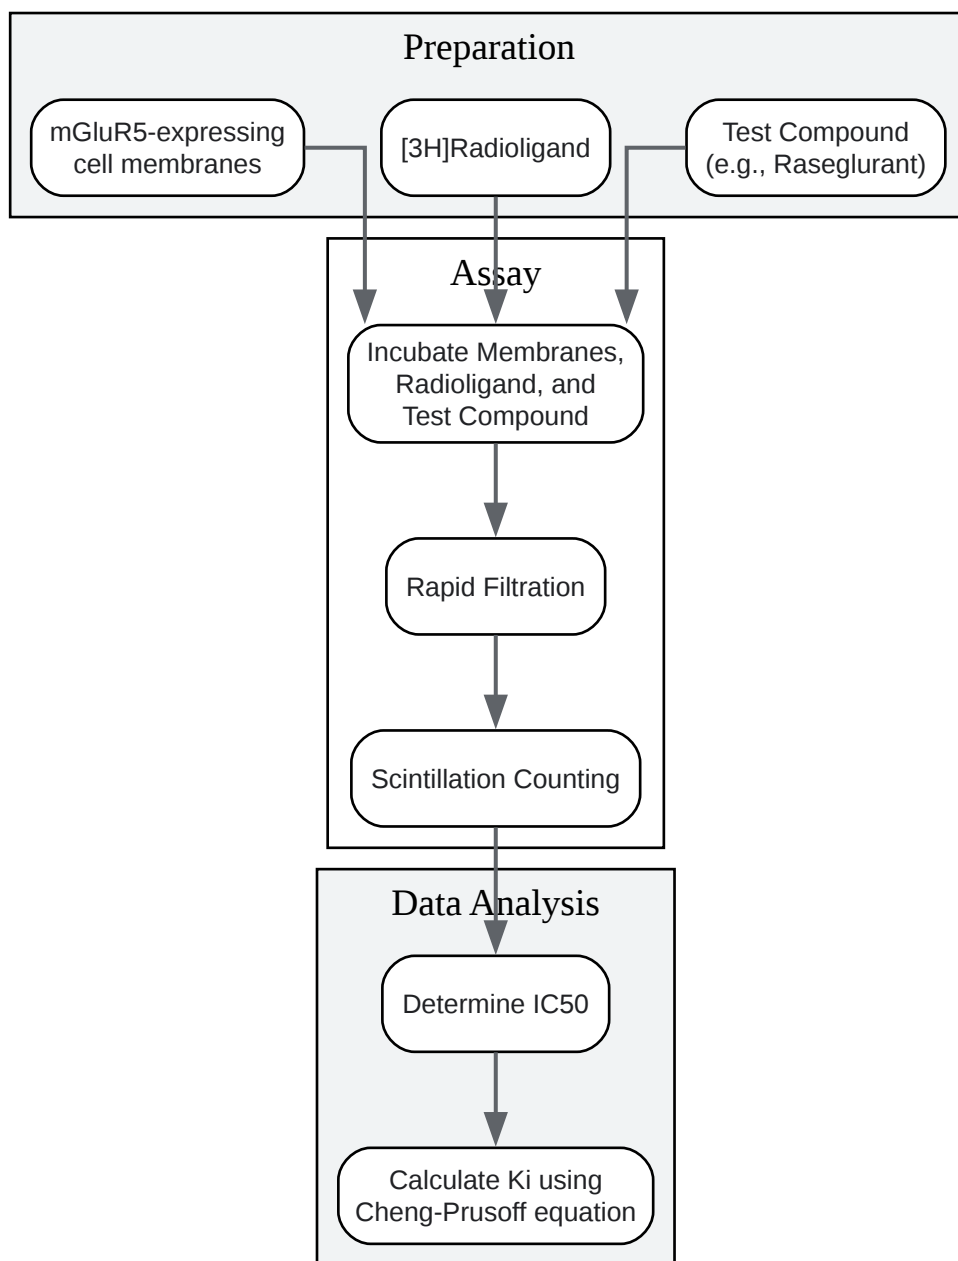 Preparation
mGluR5-expressing
cell membranes
[3H]Radioligand
Test Compound
(e.g., Raseglurant)
Assay
Incubate Membranes,
Radioligand, and
Test Compound
Rapid Filtration
Scintillation Counting
Data Analysis
Determine IC50
Calculate Ki using
Cheng-Prusoff equation